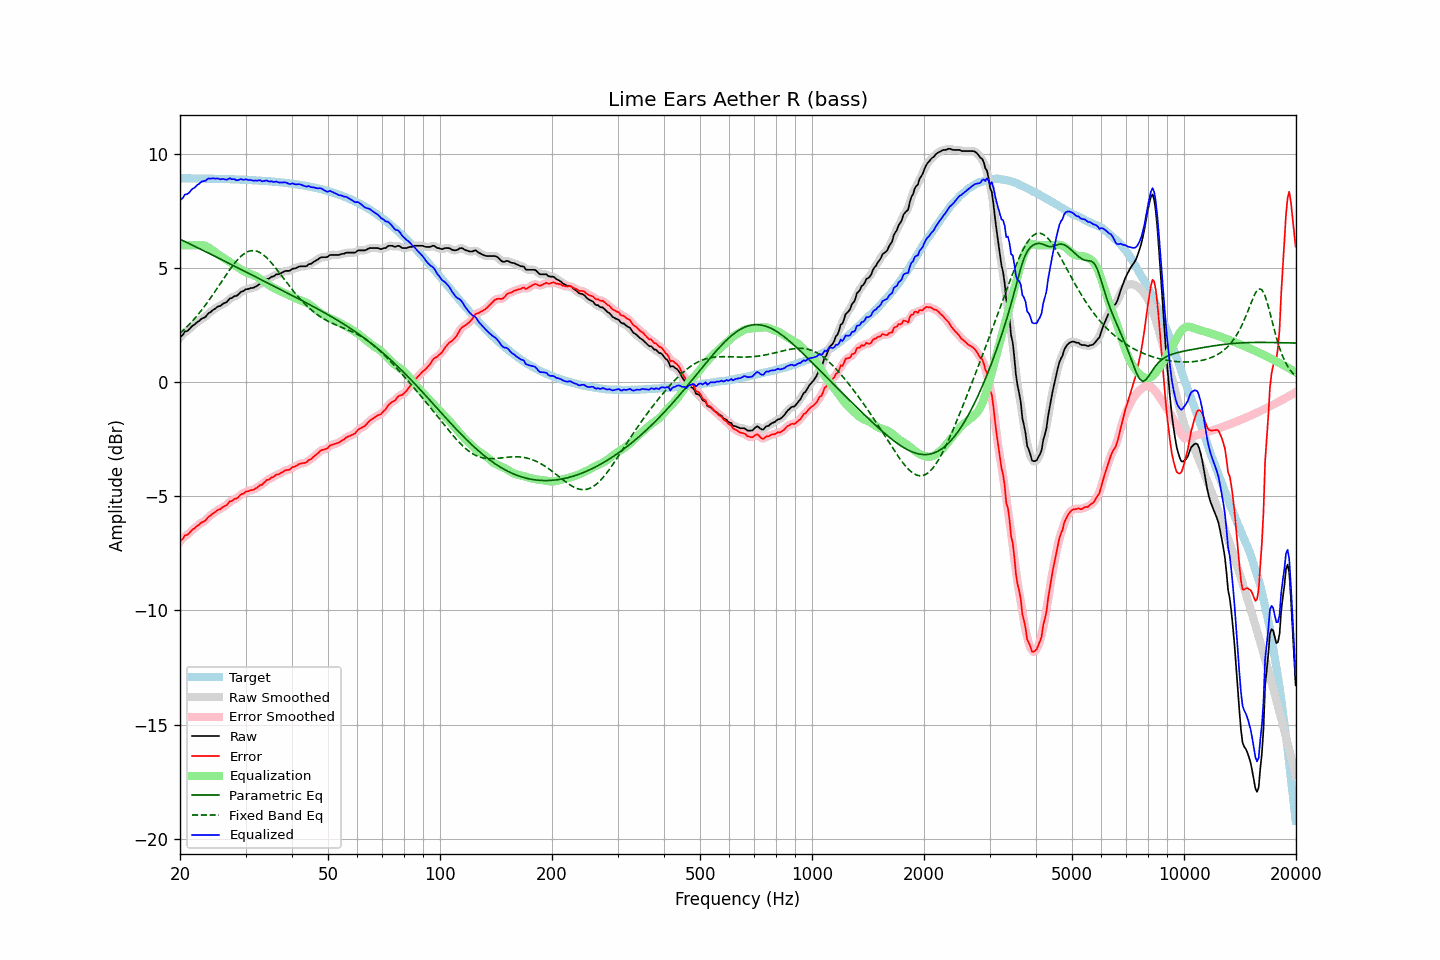 Lime Ears Aether R (bass)
10
5
0
−5
−10
−15
−20
Amplitude (dBr)
Target
Raw Smoothed
Error Smoothed
Raw
Error
Equalization
Parametric Eq
Fixed Band Eq
Equalized
20 50 100 200 500 1000 2000 5000 10000 20000
Frequency (Hz)